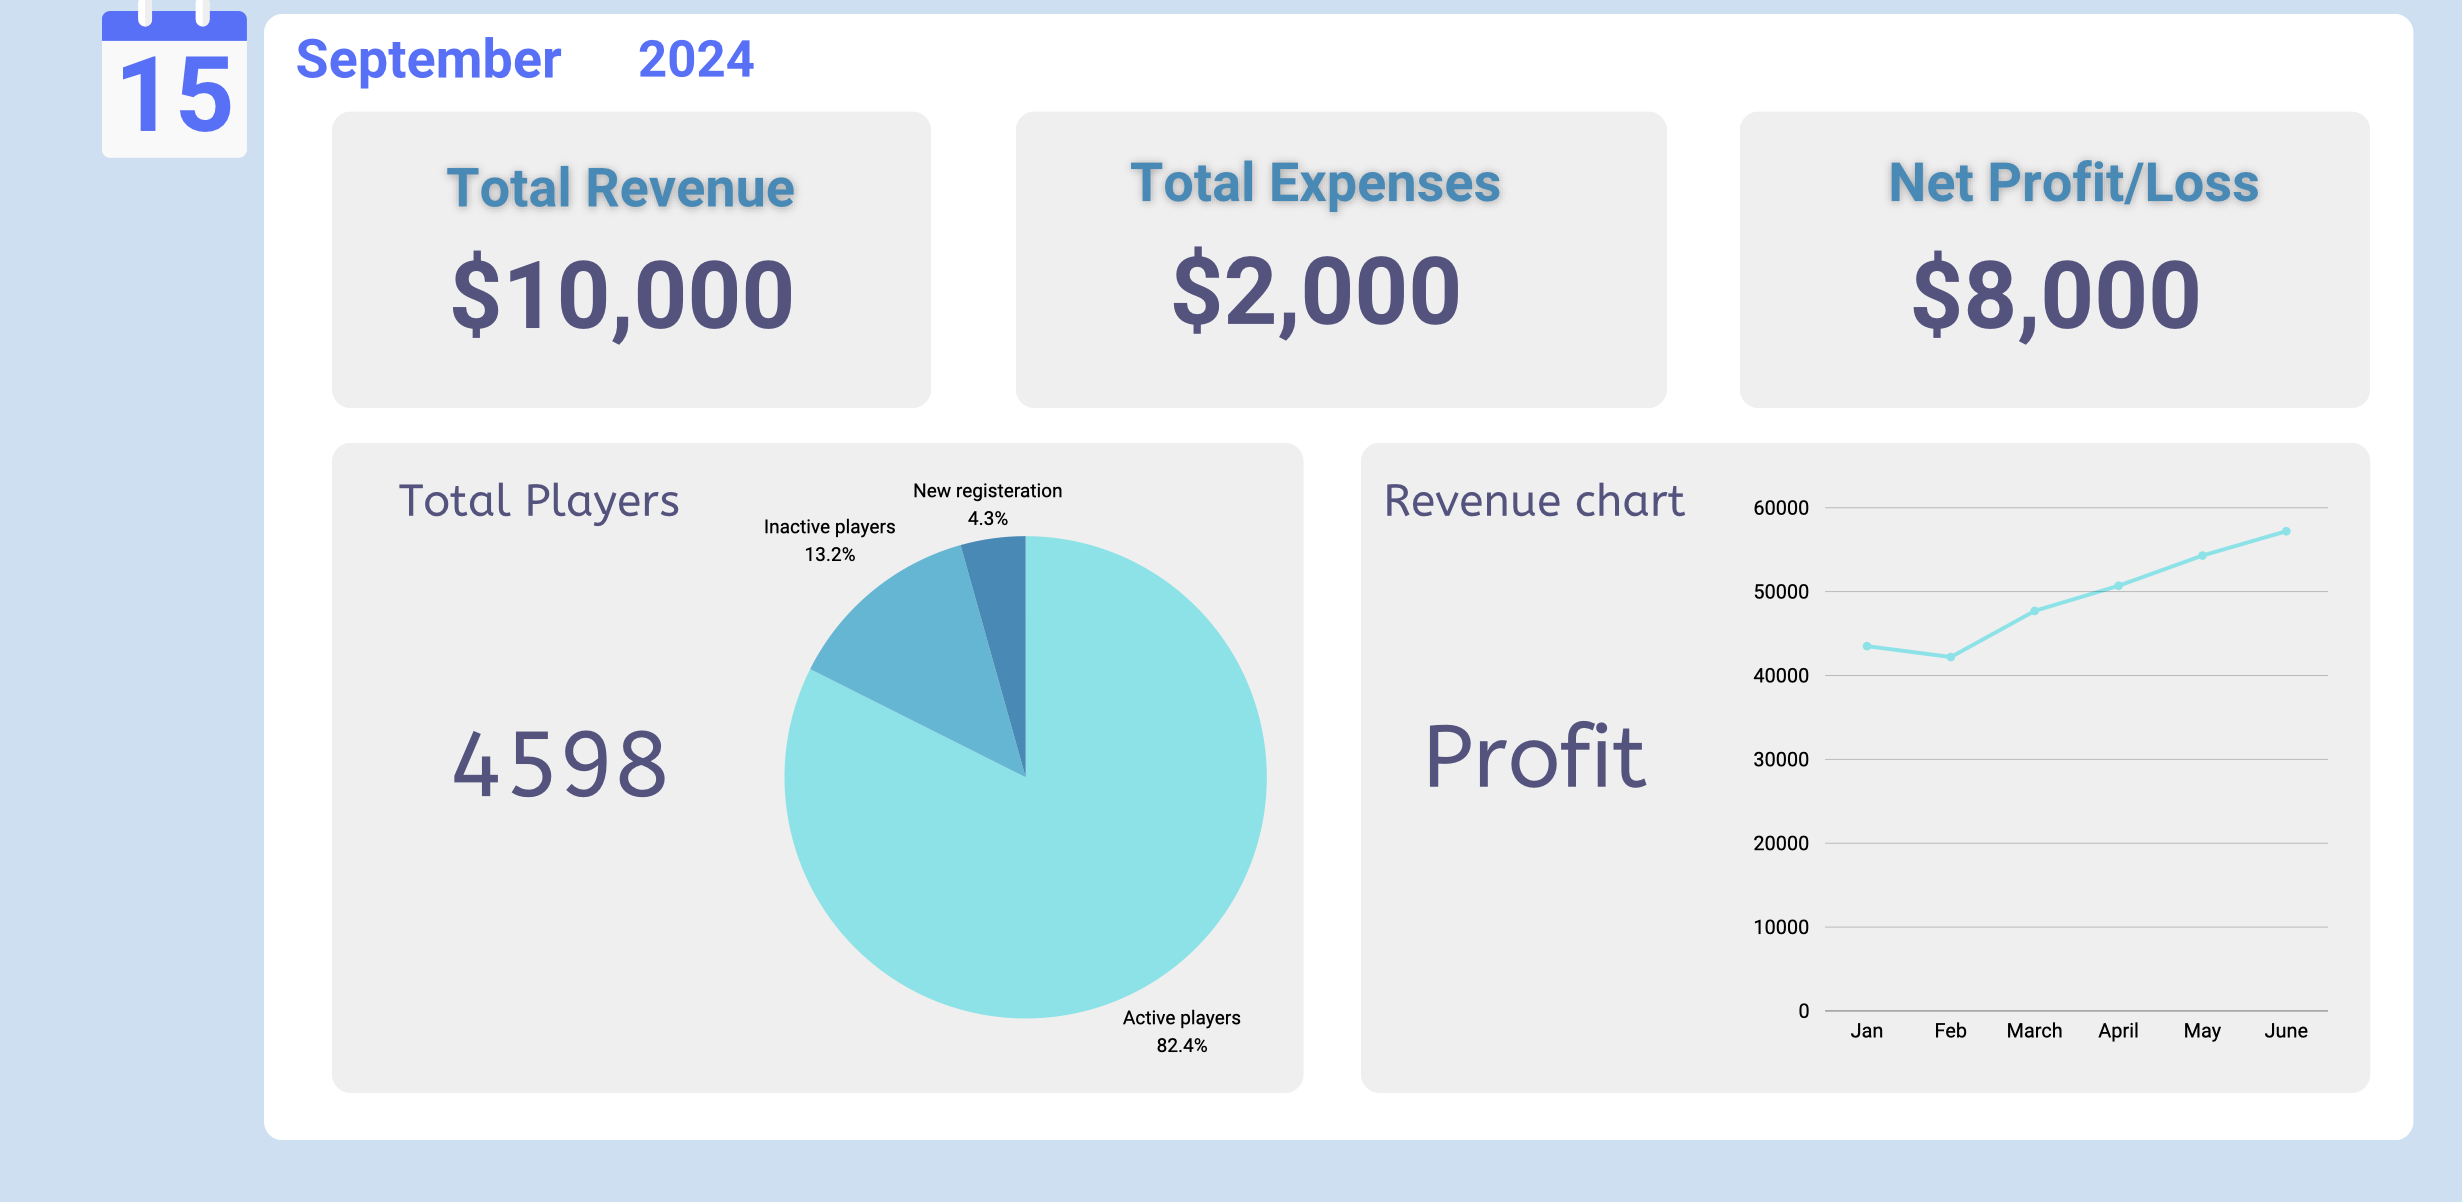 15
September 2024
Total Revenue
$10,000
Total Expenses
$2,000
Net Profit/Loss
$8,000
Total Players
4598
New registeration
4.3%
Inactive players
13.2%
Active players
82.4%
Revenue chart
Profit
60000
50000
40000
30000
20000
10000
0
Jan Feb March April May June